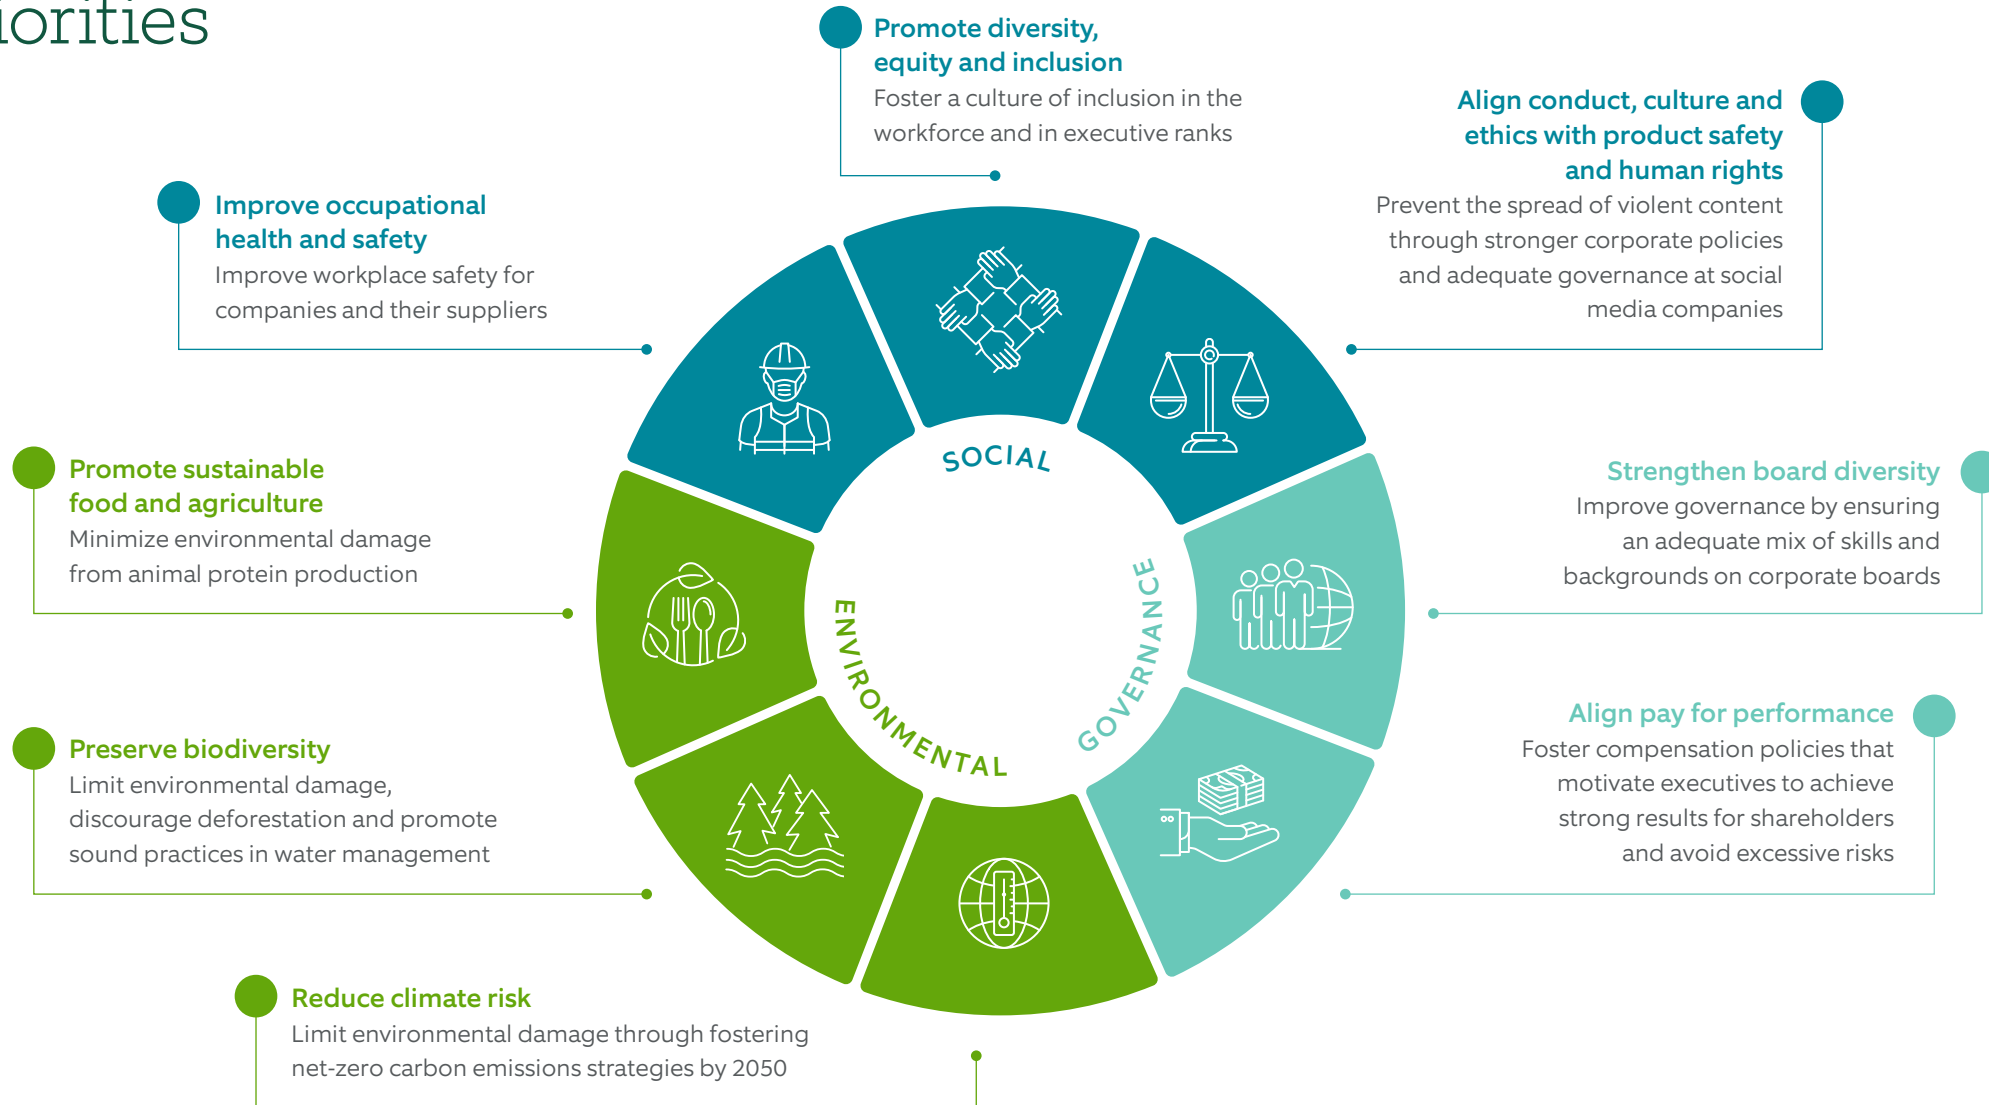 iorities
Promote diversity,
equity and inclusion
Foster a culture of inclusion in the
workforce and in executive ranks
Align conduct, culture and
ethics with product safety
and human rights
Prevent the spread of violent content
through stronger corporate policies
and adequate governance at social
media companies
Improve occupational
health and safety
Improve workplace safety for
companies and their suppliers
SOCIAL
Promote sustainable
food and agriculture
Minimize environmental damage
from animal protein production
Strengthen board diversity
Improve governance by ensuring
an adequate mix of skills and
backgrounds on corporate boards
ENVIRONMENTAL
GOVERNANCE
Preserve biodiversity
Limit environmental damage,
discourage deforestation and promote
sound practices in water management
Align pay for performance
Foster compensation policies that
motivate executives to achieve
strong results for shareholders
and avoid excessive risks
Reduce climate risk
Limit environmental damage through fostering
net-zero carbon emissions strategies by 2050